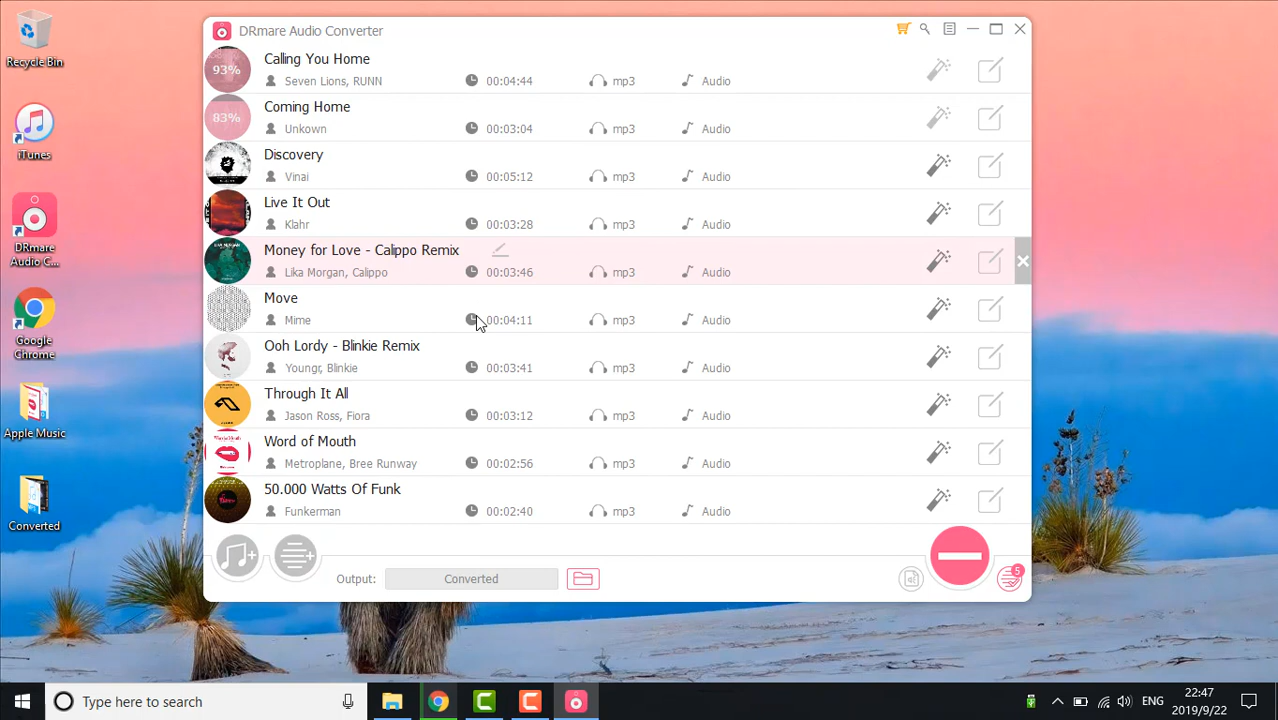 Recycle Bin
iTunes
DRmare
Audio C...
Google
Chrome
Apple Music
Converted
DRmare Audio Converter
93%
Calling You Home
Seven Lions, RUNN 00:04:44 mp3 Audio
83%
Coming Home
Unkown 00:03:04 mp3 Audio
Discovery
Vinai 00:05:12 mp3 Audio
Live It Out
Klahr 00:03:28 mp3 Audio
Money for Love - Calippo Remix
Lika Morgan, Calippo 00:03:46 mp3 Audio
Move
Mime 00:04:11 mp3 Audio
Ooh Lordy - Blinkie Remix
Youngr, Blinkie 00:03:41 mp3 Audio
Through It All
Jason Ross, Fiora 00:03:12 mp3 Audio
Word of Mouth
Metroplane, Bree Runway 00:02:56 mp3 Audio
50.000 Watts Of Funk
Funkerman 00:02:40 mp3 Audio
Output: Converted
5
Type here to search
ENG
22:47
2019/9/22